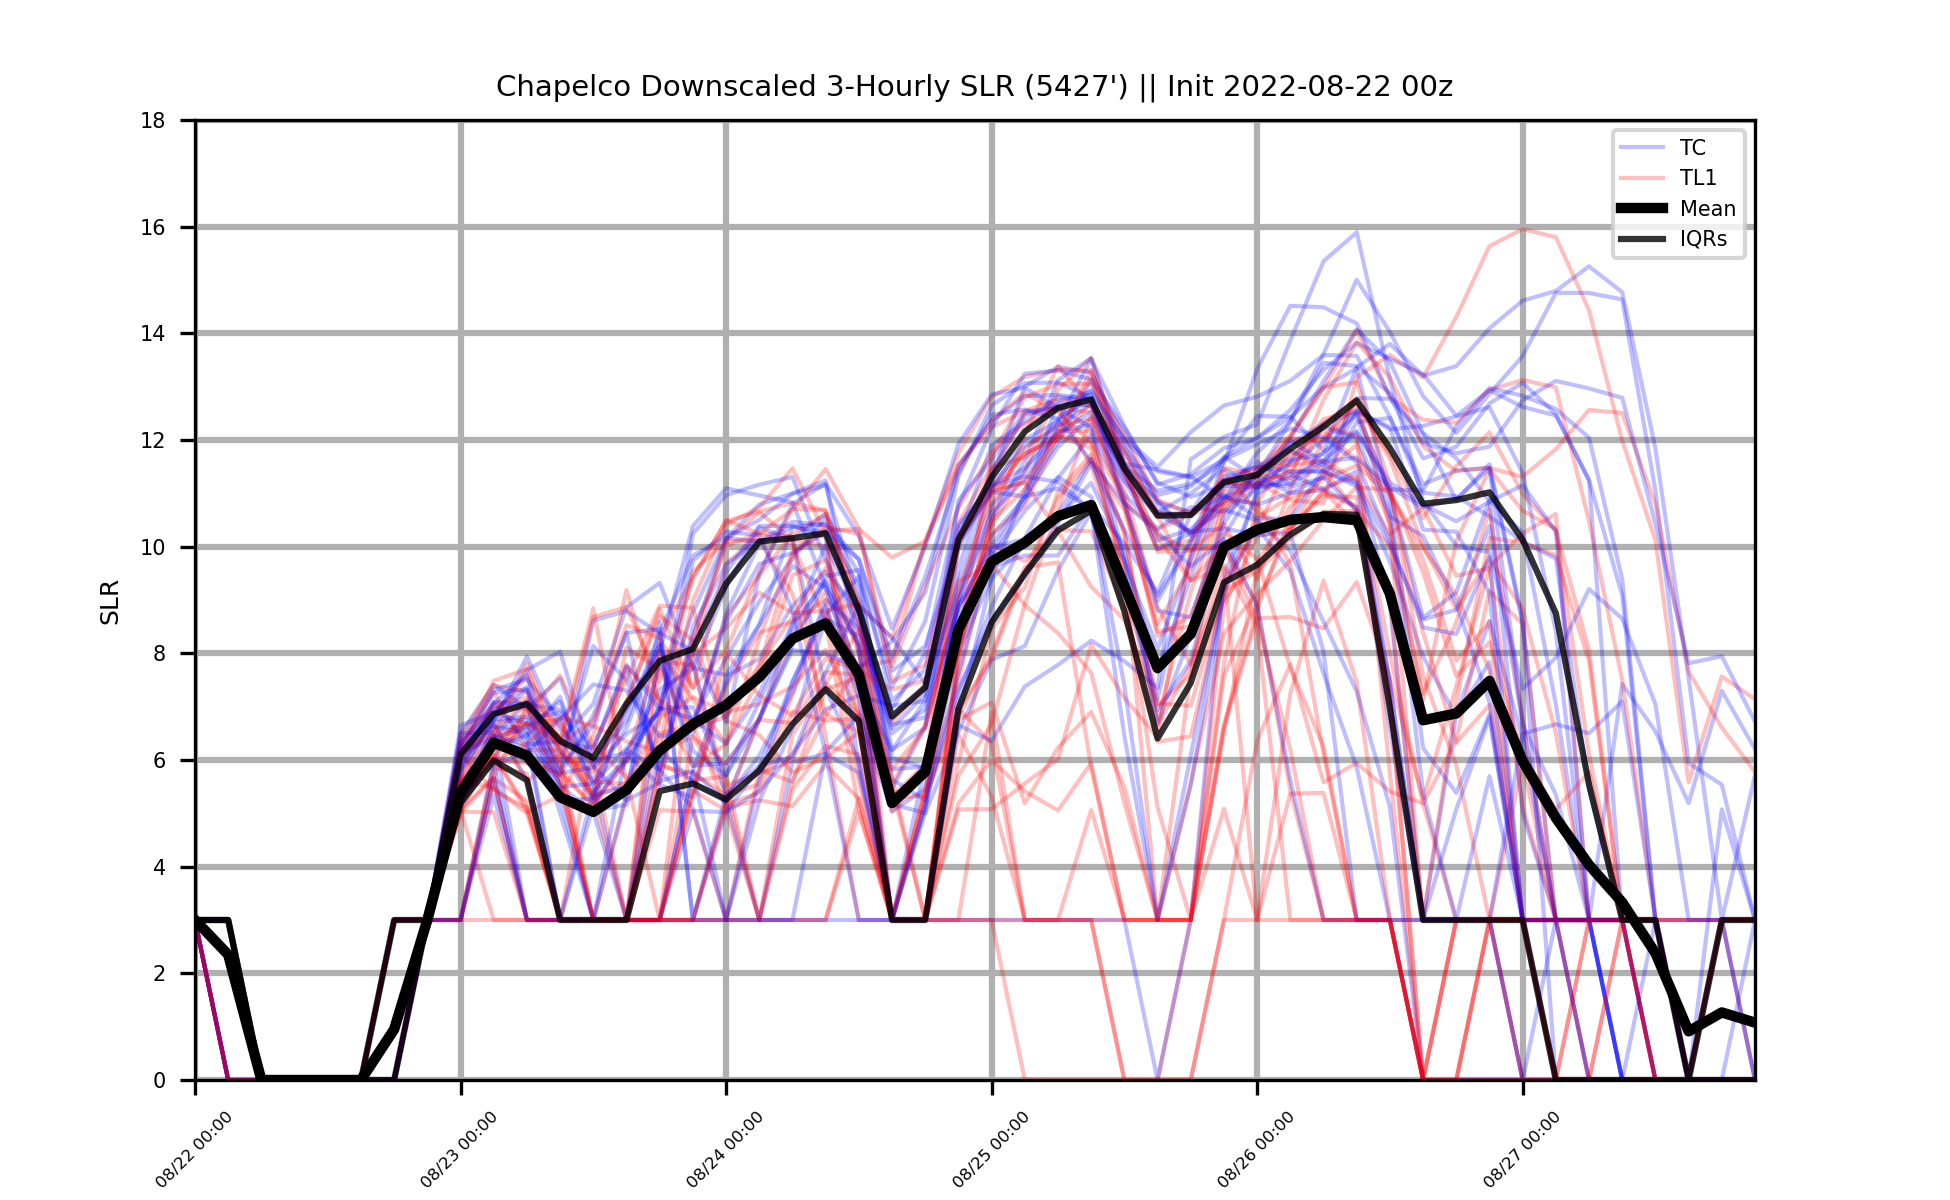 Chapelco Downscaled 3-Hourly SLR (5427') || Init 2022-08-22 00z
18
16
14
12
10
8
6
4
2
0
SLR
TC
TL1
Mean
IQRs
08/22 00:00
08/23 00:00
08/24 00:00
08/25 00:00
08/26 00:00
08/27 00:00